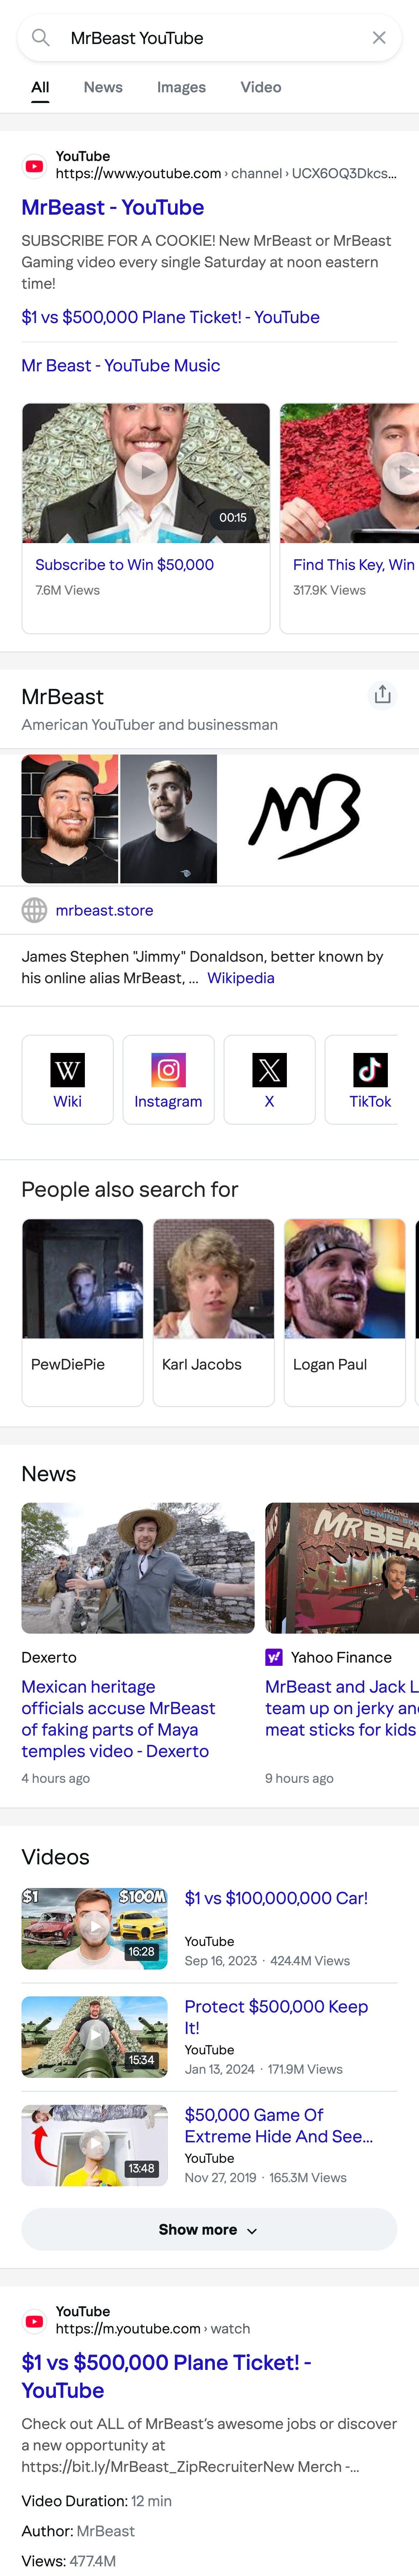 MrBeast YouTube
All News Images Video
YouTube
https://www.youtube.com › channel › UCX6OQ3Dkcs...
MrBeast - YouTube
SUBSCRIBE FOR A COOKIE! New MrBeast or MrBeast
Gaming video every single Saturday at noon eastern
time!
$1 vs $500,000 Plane Ticket! - YouTube
Mr Beast - YouTube Music
00:15
Subscribe to Win $50,000
7.6M Views
Find This Key, Win
317.9K Views
MrBeast
American YouTuber and businessman
MB
mrbeast.store
James Stephen "Jimmy" Donaldson, better known by
his online alias MrBeast, ... Wikipedia
W
Wiki
Instagram
X
TikTok
People also search for
PewDiePie
Karl Jacobs
Logan Paul
News
COMING SOON
MRBEA
Dexerto
Mexican heritage
officials accuse MrBeast
of faking parts of Maya
temples video - Dexerto
4 hours ago
y!
Yahoo Finance
MrBeast and Jack L
team up on jerky an
meat sticks for kids
9 hours ago
Videos
$1 $100M
16:28
$1 vs $100,000,000 Car!
YouTube
Sep 16, 2023 · 424.4M Views
15:34
Protect $500,000 Keep
It!
YouTube
Jan 13, 2024 · 171.9M Views
13:48
$50,000 Game Of
Extreme Hide And See...
YouTube
Nov 27, 2019 · 165.3M Views
Show more
YouTube
https://m.youtube.com › watch
$1 vs $500,000 Plane Ticket! -
YouTube
Check out ALL of MrBeast's awesome jobs or discover
a new opportunity at
https://bit.ly/MrBeast_ZipRecruiterNew Merch -...
Video Duration: 12 min
Author: MrBeast
Views: 477.4M